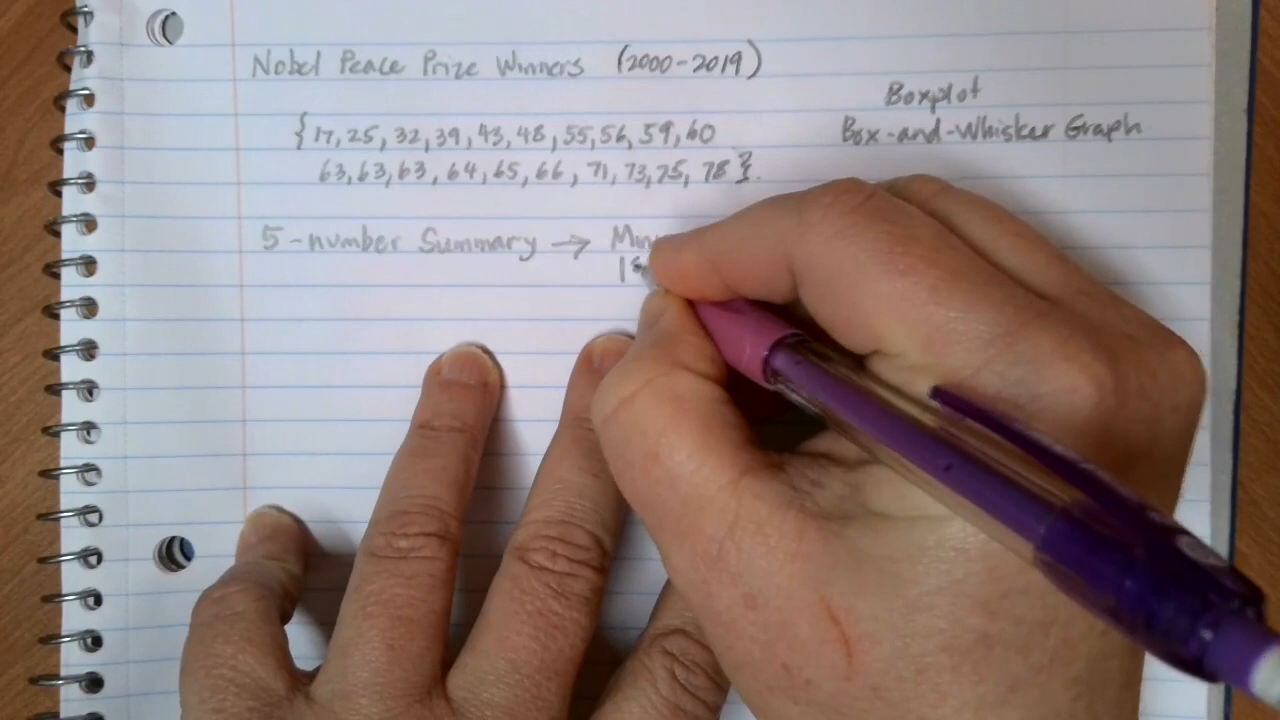 Nobel Peace Prize Winners (2000-2019)
Boxplot
Box-and-Whisker Graph
{17, 25, 32, 39, 43, 48, 55, 56, 59, 60
63, 63, 63, 64, 65, 66, 71, 73, 75, 78}.
5-number Summary → Min